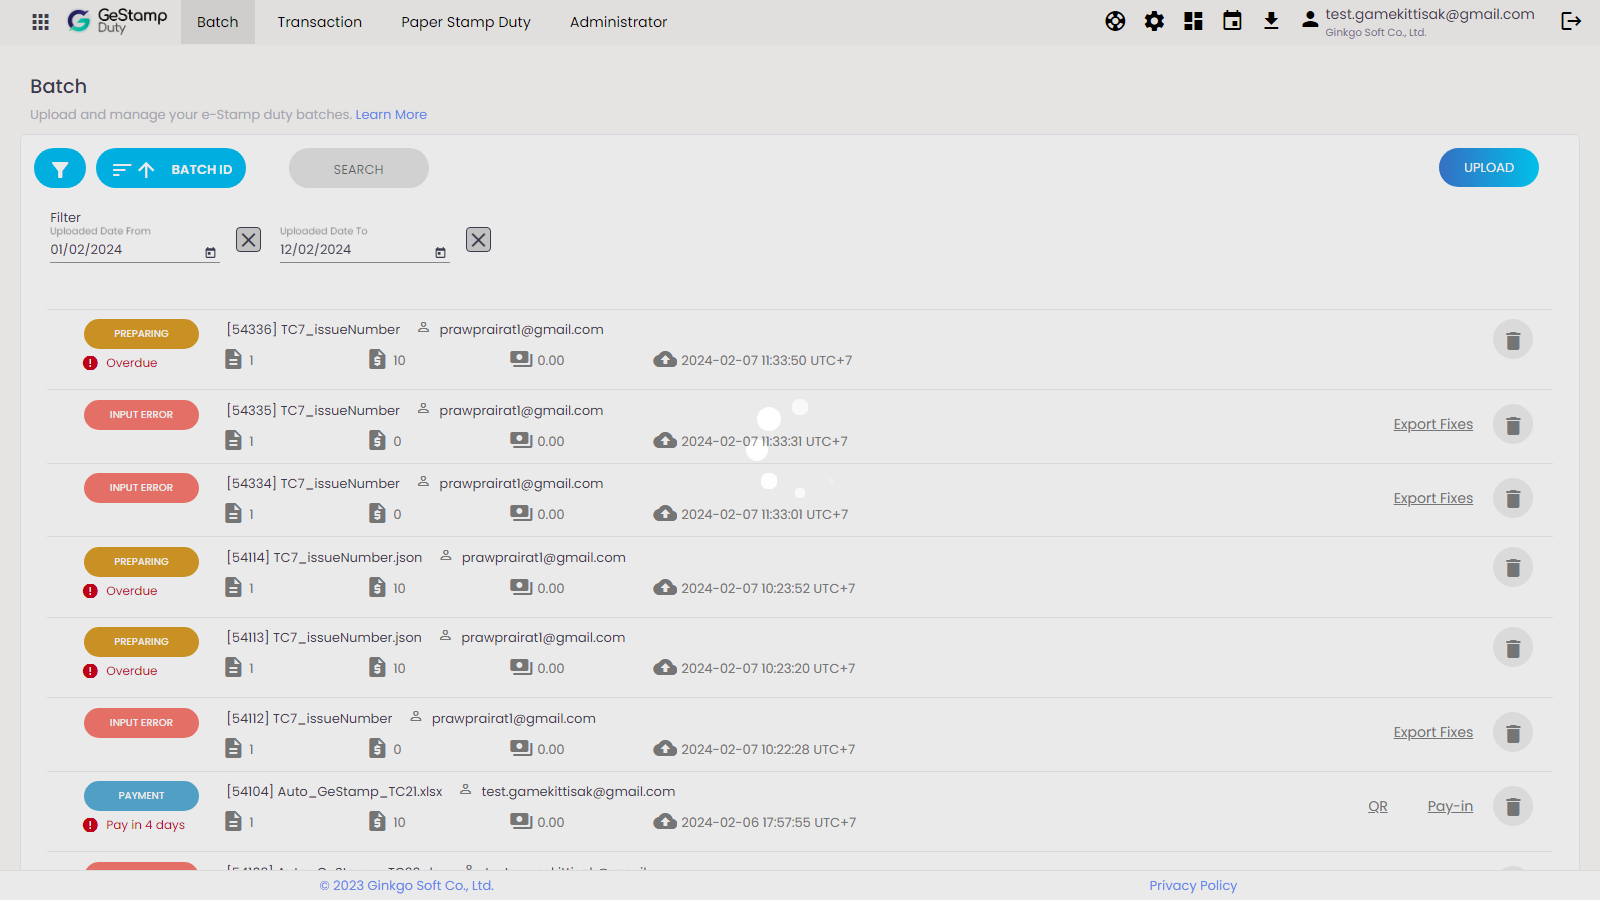 GeStamp
Duty
Batch
Transaction
Paper Stamp Duty
Administrator
test.gamekittisak@gmail.com
Ginkgo Soft Co., Ltd.
Batch
Upload and manage your e-Stamp duty batches. Learn More
BATCH ID
SEARCH
UPLOAD
Filter
Uploaded Date From
01/02/2024
Uploaded Date To
12/02/2024
PREPARING
[54336] TC7_issueNumber
prawprairat1@gmail.com
Overdue
1
10
0.00
2024-02-07 11:33:50 UTC+7
INPUT ERROR
[54335] TC7_issueNumber
prawprairat1@gmail.com
1
0
0.00
2024-02-07 11:33:31 UTC+7
Export Fixes
INPUT ERROR
[54334] TC7_issueNumber
prawprairat1@gmail.com
1
0
0.00
2024-02-07 11:33:01 UTC+7
Export Fixes
PREPARING
[54114] TC7_issueNumber.json
prawprairat1@gmail.com
Overdue
1
10
0.00
2024-02-07 10:23:52 UTC+7
PREPARING
[54113] TC7_issueNumber.json
prawprairat1@gmail.com
Overdue
1
10
0.00
2024-02-07 10:23:20 UTC+7
INPUT ERROR
[54112] TC7_issueNumber
prawprairat1@gmail.com
1
0
0.00
2024-02-07 10:22:28 UTC+7
Export Fixes
PAYMENT
[54104] Auto_GeStamp_TC21.xlsx
test.gamekittisak@gmail.com
Pay in 4 days
1
10
0.00
2024-02-06 17:57:55 UTC+7
QR
Pay-in
© 2023 Ginkgo Soft Co., Ltd.
Privacy Policy